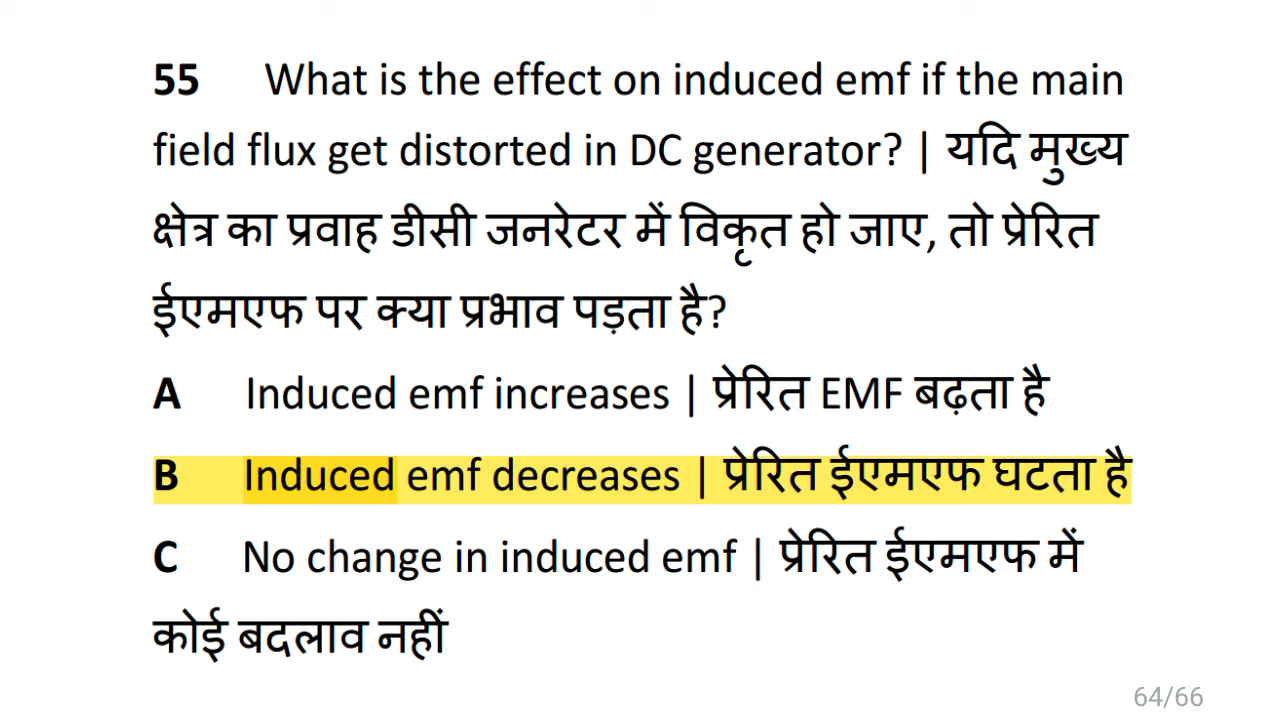 55 What is the effect on induced emf if the main
field flux get distorted in DC generator? | यदि मुख्य
क्षेत्र का प्रवाह डीसी जनरेटर में विकृत हो जाए, तो प्रेरित
ईएमएफ पर क्या प्रभाव पड़ता है?
A Induced emf increases | प्रेरित EMF बढ़ता है
B Induced emf decreases | प्रेरित ईएमएफ घटता है
C No change in induced emf | प्रेरित ईएमएफ में
कोई बदलाव नहीं
64/66